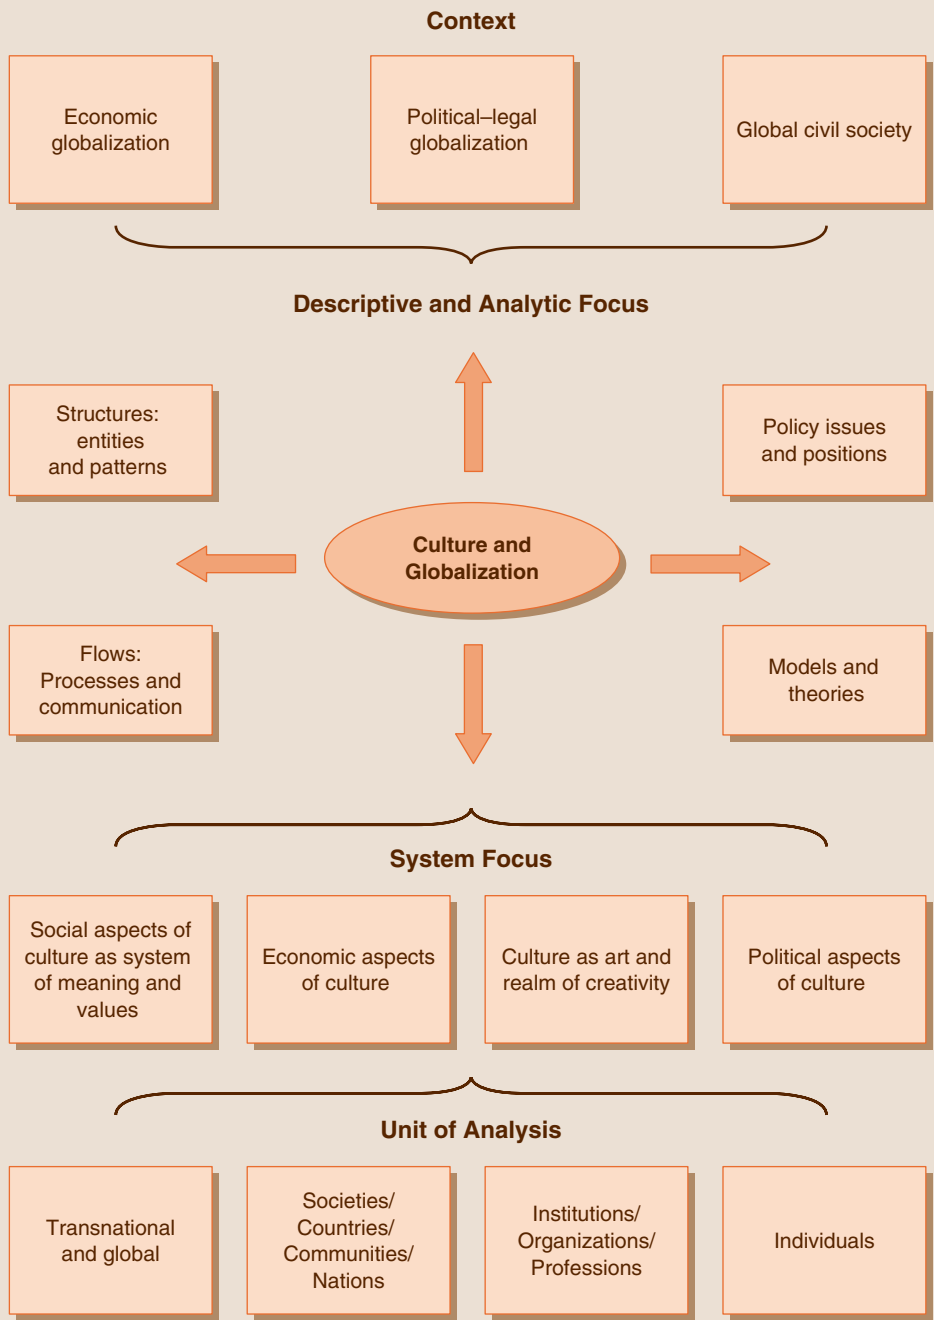 Context
Economic
globalization
Political–legal
globalization
Global civil society
Descriptive and Analytic Focus
Structures:
entities
and patterns
Policy issues
and positions
Culture and
Globalization
Flows:
Processes and
communication
Models and
theories
System Focus
Social aspects of
culture as system
of meaning and
values
Economic aspects
of culture
Culture as art and
realm of creativity
Political aspects
of culture
Unit of Analysis
Transnational
and global
Societies/
Countries/
Communities/
Nations
Institutions/
Organizations/
Professions
Individuals